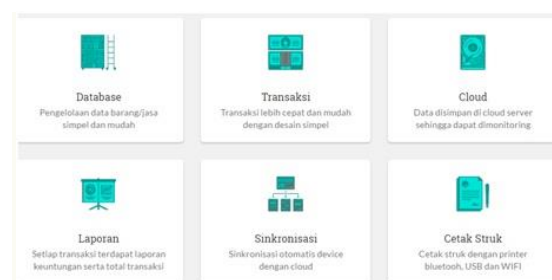 Database
Pengelolaan data barang/jasa
simpel dan mudah
Transaksi
Transaksi lebih cepat dan mudah
dengan desain simpel
Cloud
Data disimpan di cloud server
sehingga dapat dimonitoring
Laporan
Setiap transaksi terdapat laporan
keuntungan serta total transaksi
Sinkronisasi
Sinkronisasi otomatis device
dengan cloud
Cetak Struk
Cetak struk dengan printer
bluetooh, USB dan WIFI